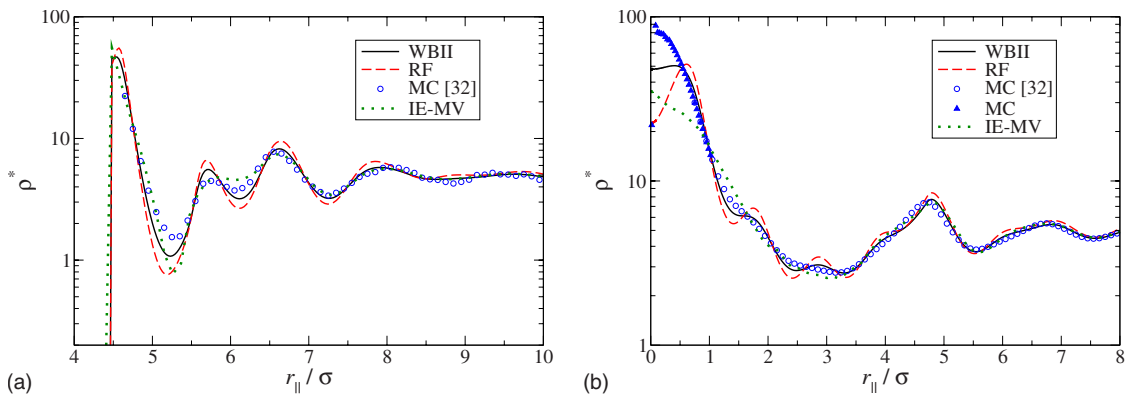 100
10
1
ρ*
WBII
RF
MC [32]
IE-MV
4 5 6 7 8 9 10
r|| / σ
(a)
100
10
1
ρ*
WBII
RF
MC [32]
MC
IE-MV
0 1 2 3 4 5 6 7 8
r|| / σ
(b)